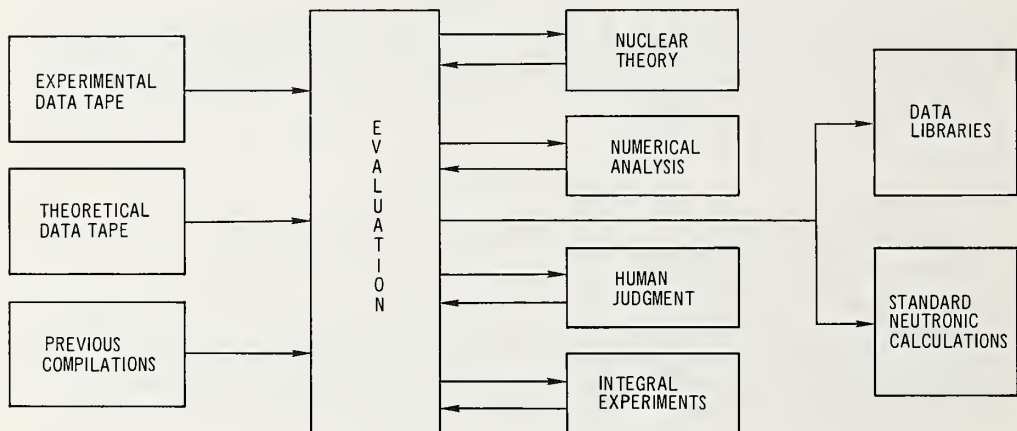 EXPERIMENTAL
DATA TAPE
THEORETICAL
DATA TAPE
PREVIOUS
COMPILATIONS
EVALUATION
NUCLEAR
THEORY
NUMERICAL
ANALYSIS
HUMAN
JUDGMENT
INTEGRAL
EXPERIMENTS
DATA
LIBRARIES
STANDARD
NEUTRONIC
CALCULATIONS